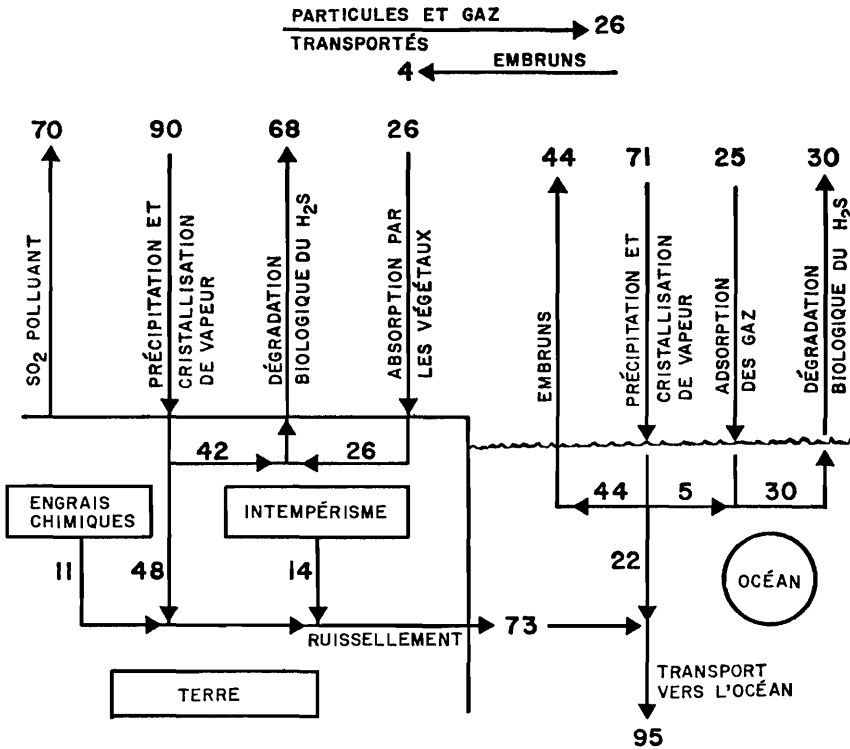 PARTICULES ET GAZ
TRANSPORTÉS
26
4
EMBRUNS
70
90
68
26
44
71
25
30
SO2 POLLUANT
PRÉCIPITATION ET
CRISTALLISATION
DE VAPEUR
DÉGRADATION
BIOLOGIQUE DU H2S
ABSORPTION PAR
LES VÉGÉTAUX
EMBRUNS
PRÉCIPITATION ET
CRISTALLISATION
DE VAPEUR
ADSORPTION
DES GAZ
DÉGRADATION
BIOLOGIQUE DU H2S
42
26
44
5
30
ENGRAIS
CHIMIQUES
INTEMPÉRISME
11
48
14
22
OCÉAN
RUISSELLEMENT
73
TERRE
TRANSPORT
VERS L'OCÉAN
95